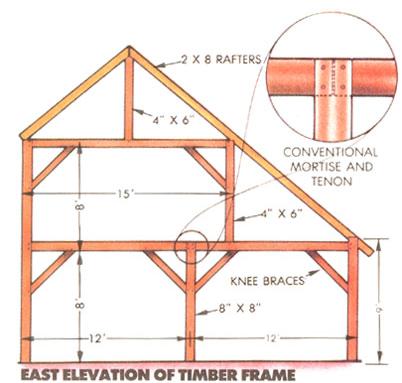 2 X 8 RAFTERS
4" X 6"
CONVENTIONAL
MORTISE AND
TENON
15'
8'
4" X 6"
KNEE BRACES
8" X 8"
8'
9'
12'
12'
EAST ELEVATION OF TIMBER FRAME